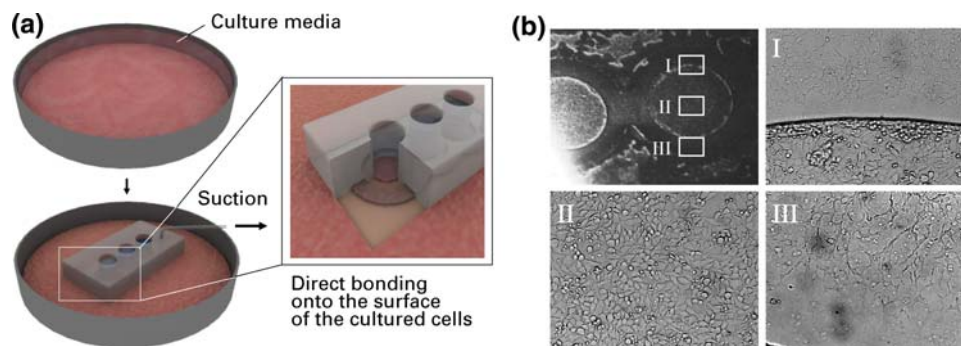 (a)
Culture media
Suction
Direct bonding
onto the surface
of the cultured cells
(b)
I
II
III
I
II
III